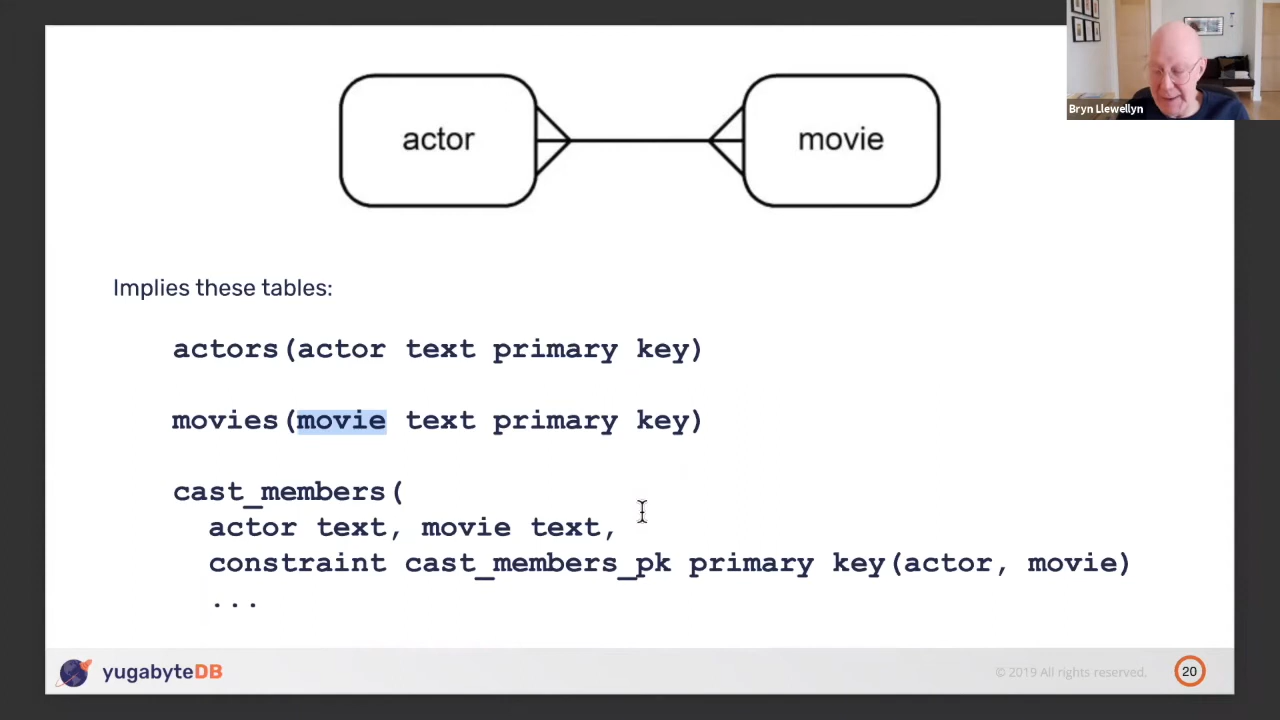 actor
movie
Bryn Llewellyn
Implies these tables:
actors(actor text primary key)
movies(movie text primary key)
cast_members(
actor text, movie text,
constraint cast_members_pk primary key(actor, movie)
...
yugabyteDB
© 2019 All rights reserved.
20